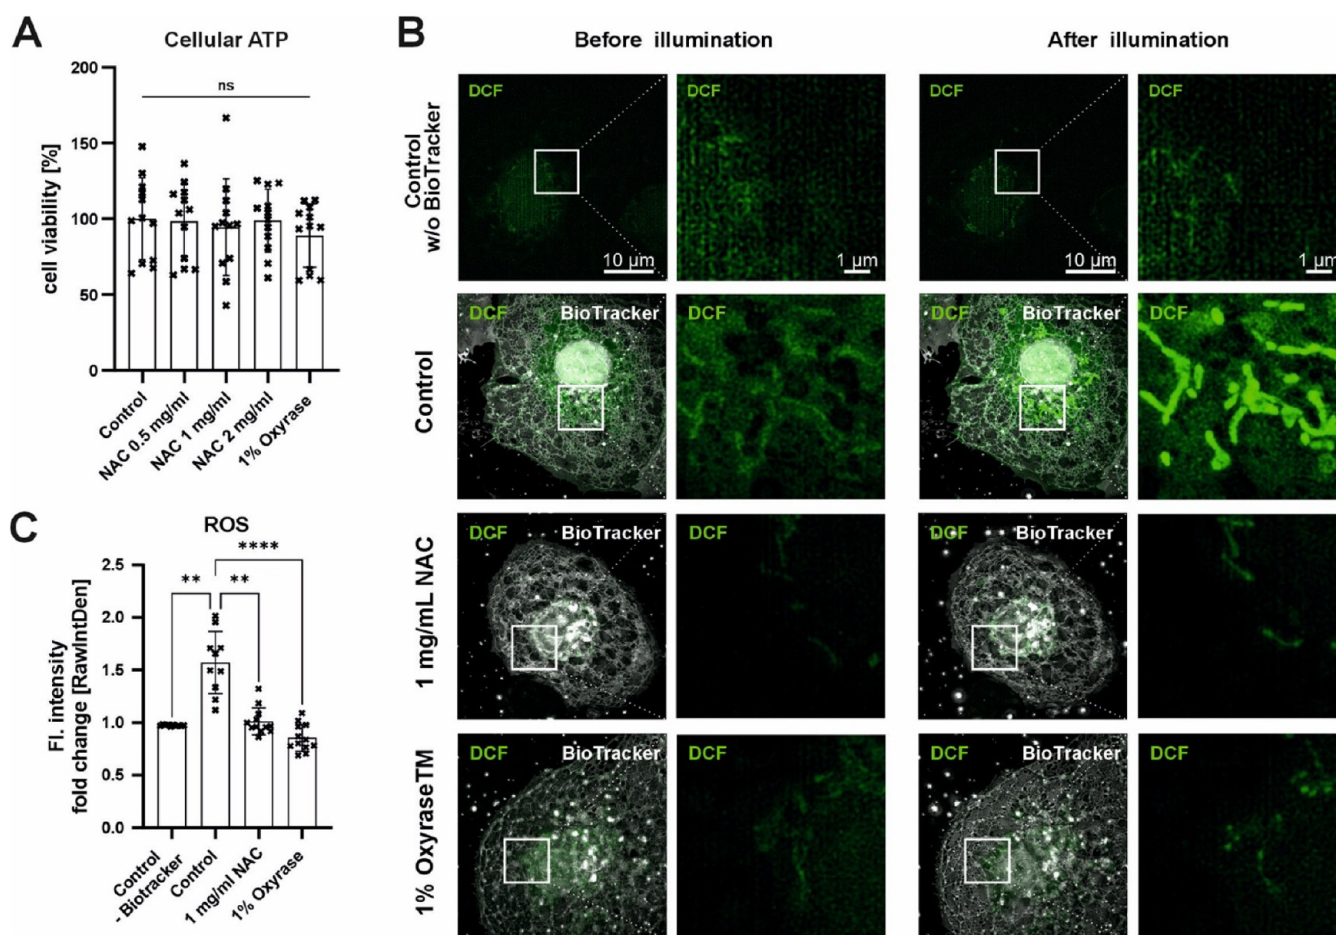 A
Cellular ATP
200
150
100
50
0
cell viability [%]
ns
Control
NAC 0.5 mg/ml
NAC 1 mg/ml
NAC 2 mg/ml
1% Oxyrase
B
Before illumination
After illumination
Control
w/o BioTracker
DCF
10 µm
DCF
1 µm
DCF
10 µm
DCF
1 µm
Control
DCF BioTracker
DCF
DCF BioTracker
DCF
1 mg/mL NAC
DCF BioTracker
DCF
DCF BioTracker
DCF
1% OxyraseTM
DCF BioTracker
DCF
DCF BioTracker
DCF
C
ROS
2.5
2.0
1.5
1.0
0.5
0.0
Fl. intensity
fold change [RawIntDen]
**
**
****
Control
- Biotracker
Control
1 mg/ml NAC
1% Oxyrase